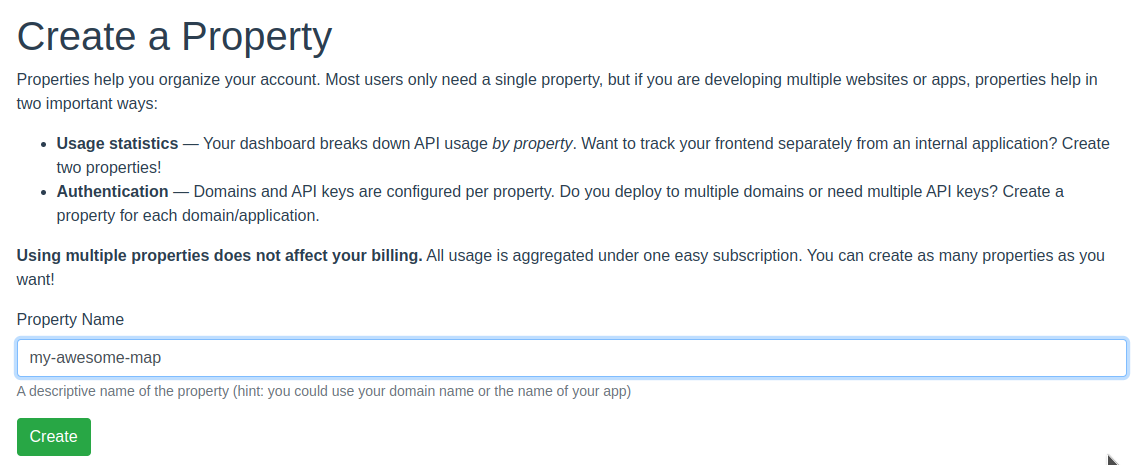 Create a Property
Properties help you organize your account. Most users only need a single property, but if you are developing multiple websites or apps, properties help in
two important ways:
• Usage statistics — Your dashboard breaks down API usage by property. Want to track your frontend separately from an internal application? Create
two properties!
• Authentication — Domains and API keys are configured per property. Do you deploy to multiple domains or need multiple API keys? Create a
property for each domain/application.
Using multiple properties does not affect your billing. All usage is aggregated under one easy subscription. You can create as many properties as you
want!
Property Name
my-awesome-map
A descriptive name of the property (hint: you could use your domain name or the name of your app)
Create